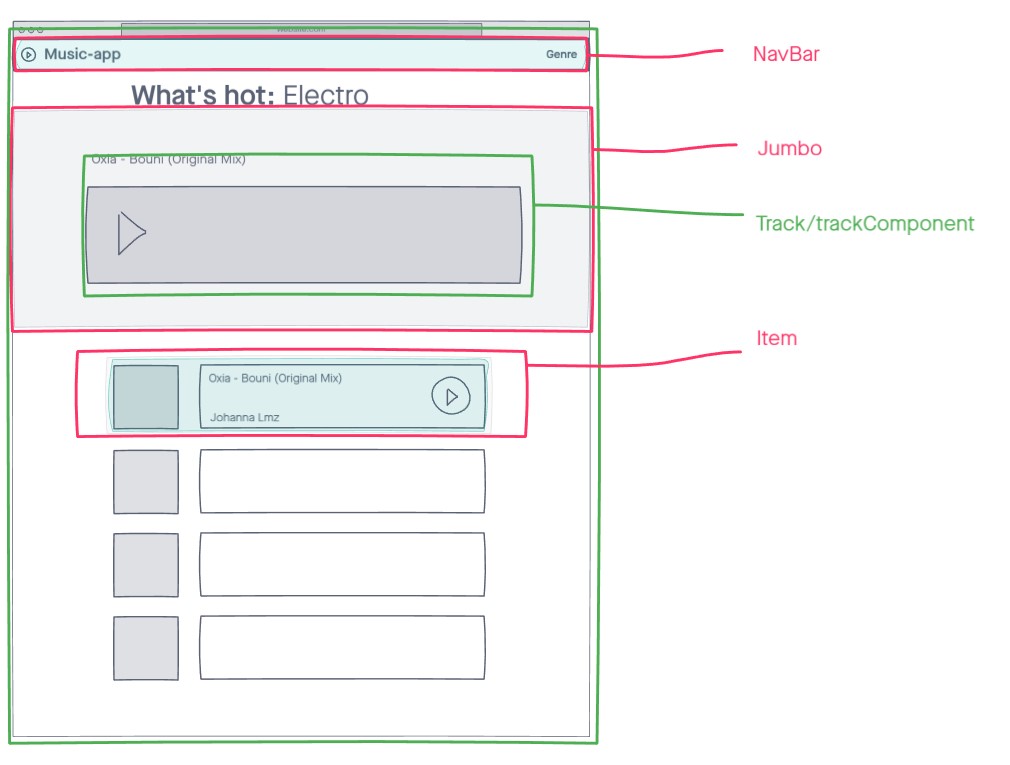 website.com
Music-app
Genre
NavBar
What's hot: Electro
Jumbo
Oxia - Bouni (Original Mix)
Track/trackComponent
Item
Oxia - Bouni (Original Mix)
Johanna Lmz